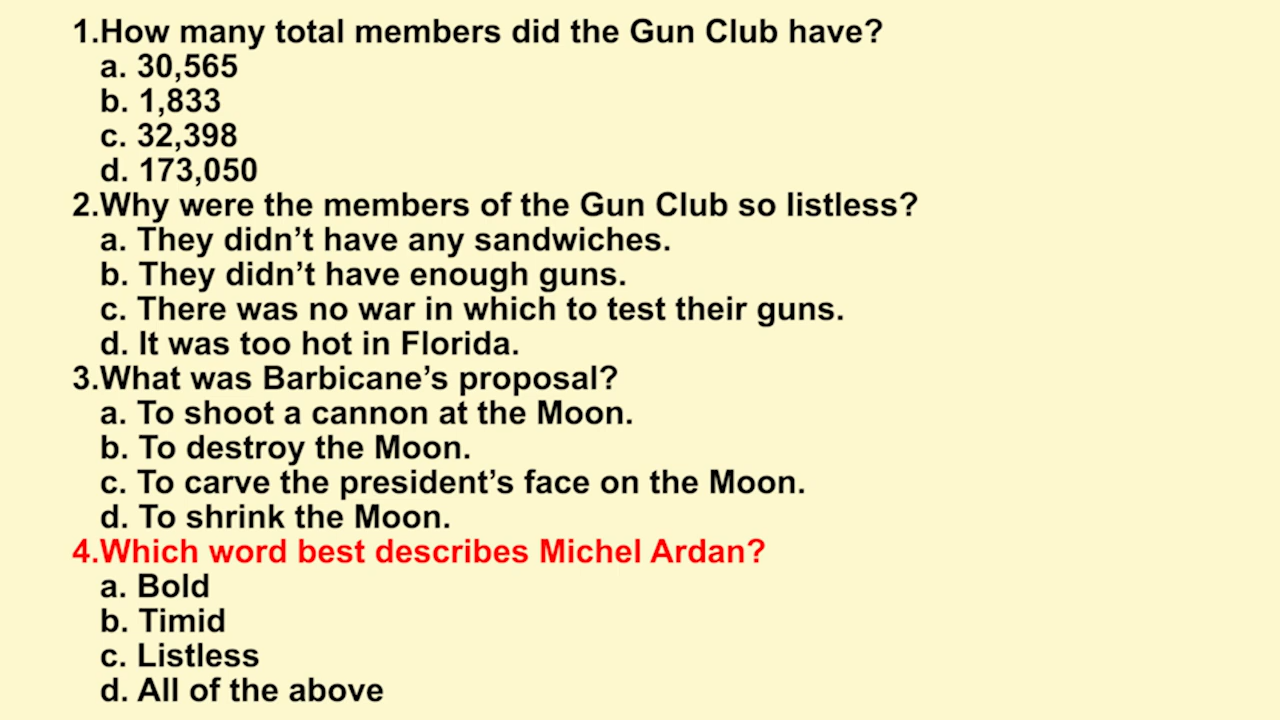 1.How many total members did the Gun Club have?
a. 30,565
b. 1,833
c. 32,398
d. 173,050
2.Why were the members of the Gun Club so listless?
a. They didn’t have any sandwiches.
b. They didn’t have enough guns.
c. There was no war in which to test their guns.
d. It was too hot in Florida.
3.What was Barbicane’s proposal?
a. To shoot a cannon at the Moon.
b. To destroy the Moon.
c. To carve the president’s face on the Moon.
d. To shrink the Moon.
4.Which word best describes Michel Ardan?
a. Bold
b. Timid
c. Listless
d. All of the above